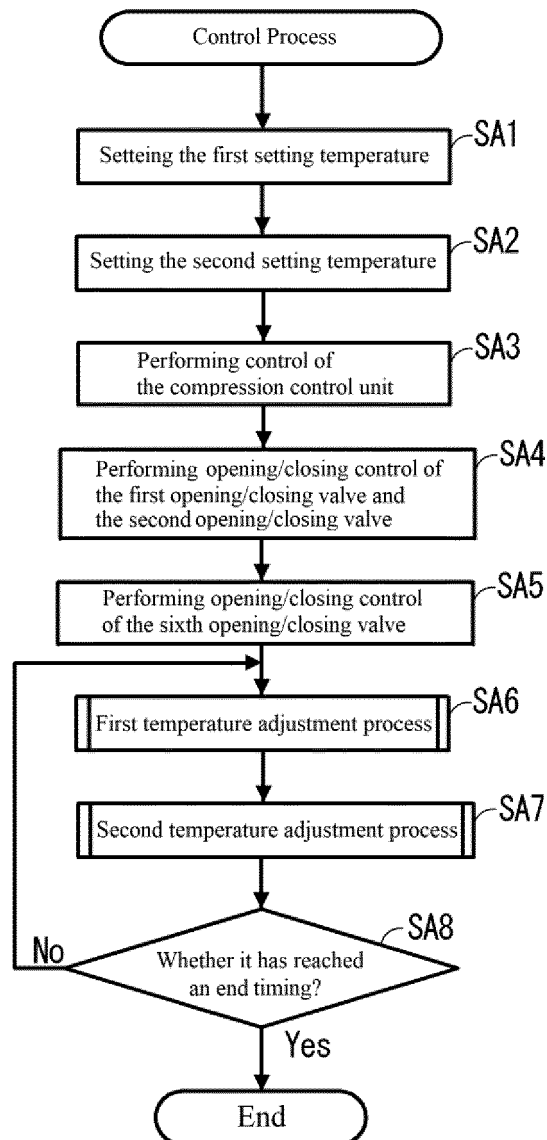 Control Process
Setteing the first setting temperature
SA1
Setting the second setting temperature
SA2
Performing control of
the compression control unit
SA3
Performing opening/closing control of
the first opening/closing valve and
the second opening/closing valve
SA4
Performing opening/closing control
of the sixth opening/closing valve
SA5
First temperature adjustment process
SA6
Second temperature adjustment process
SA7
Whether it has reached
an end timing?
SA8
No
Yes
End